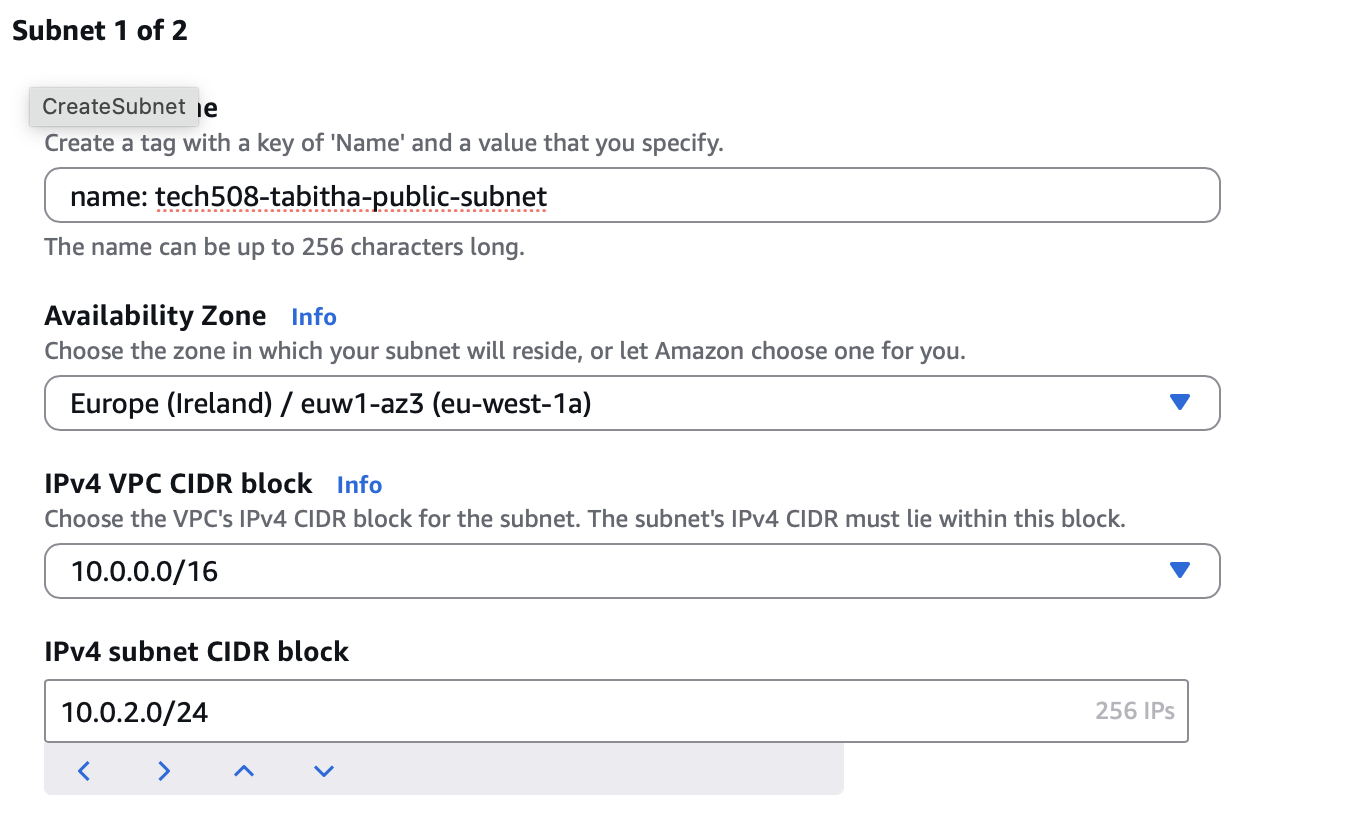 Subnet 1 of 2
CreateSubnet
Create a tag with a key of 'Name' and a value that you specify.
name: tech508-tabitha-public-subnet
The name can be up to 256 characters long.
Availability Zone Info
Choose the zone in which your subnet will reside, or let Amazon choose one for you.
Europe (Ireland) / euw1-az3 (eu-west-1a)
IPv4 VPC CIDR block Info
Choose the VPC's IPv4 CIDR block for the subnet. The subnet's IPv4 CIDR must lie within this block.
10.0.0.0/16
IPv4 subnet CIDR block
10.0.2.0/24 256 IPs